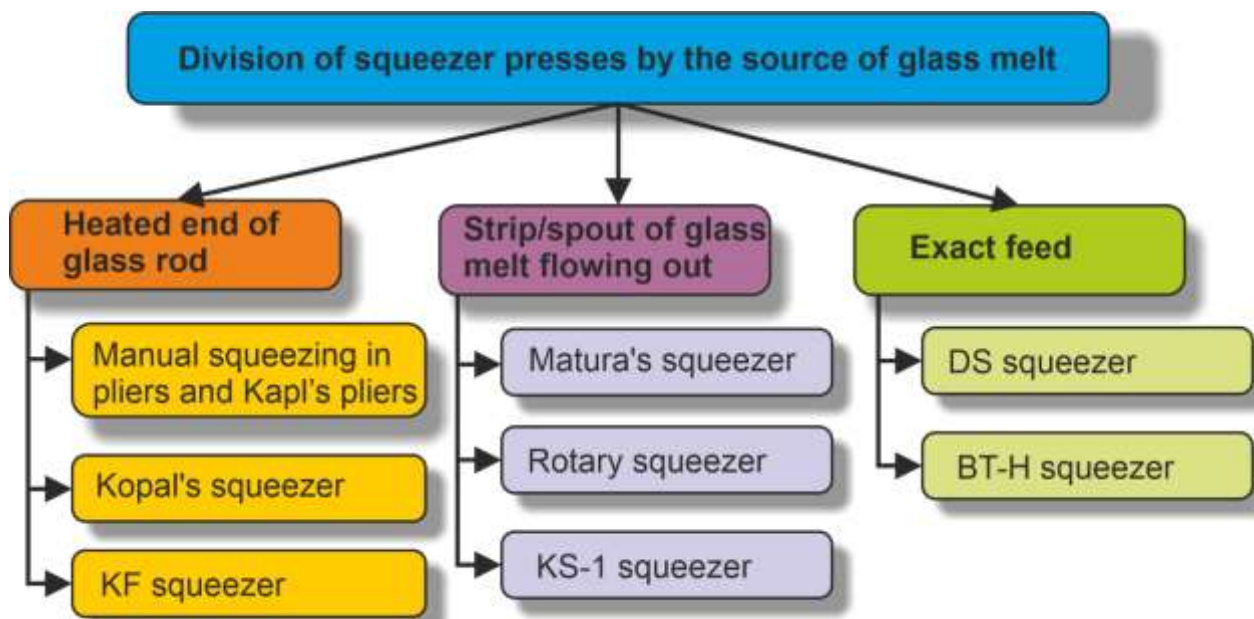 Division of squeezer presses by the source of glass melt
Heated end of
glass rod
Manual squeezing in
pliers and Kapl's pliers
Kopal's squeezer
KF squeezer
Strip/spout of glass
melt flowing out
Matura's squeezer
Rotary squeezer
KS-1 squeezer
Exact feed
DS squeezer
BT-H squeezer